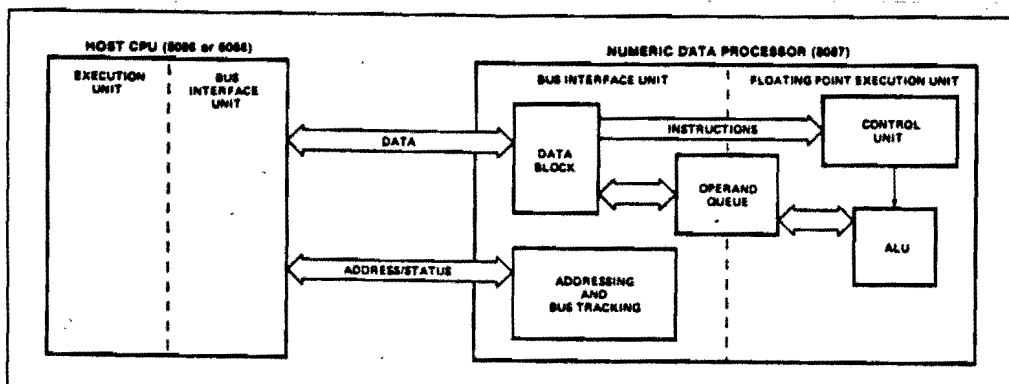 HOST CPU (8086 or 8088)
EXECUTION
UNIT
BUS
INTERFACE
UNIT
NUMERIC DATA PROCESSOR (8087)
BUS INTERFACE UNIT
FLOATING POINT EXECUTION UNIT
DATA
DATA
BLOCK
INSTRUCTIONS
CONTROL
UNIT
OPERAND
QUEUE
ALU
ADDRESS/STATUS
ADDRESSING
AND
BUS TRACKING